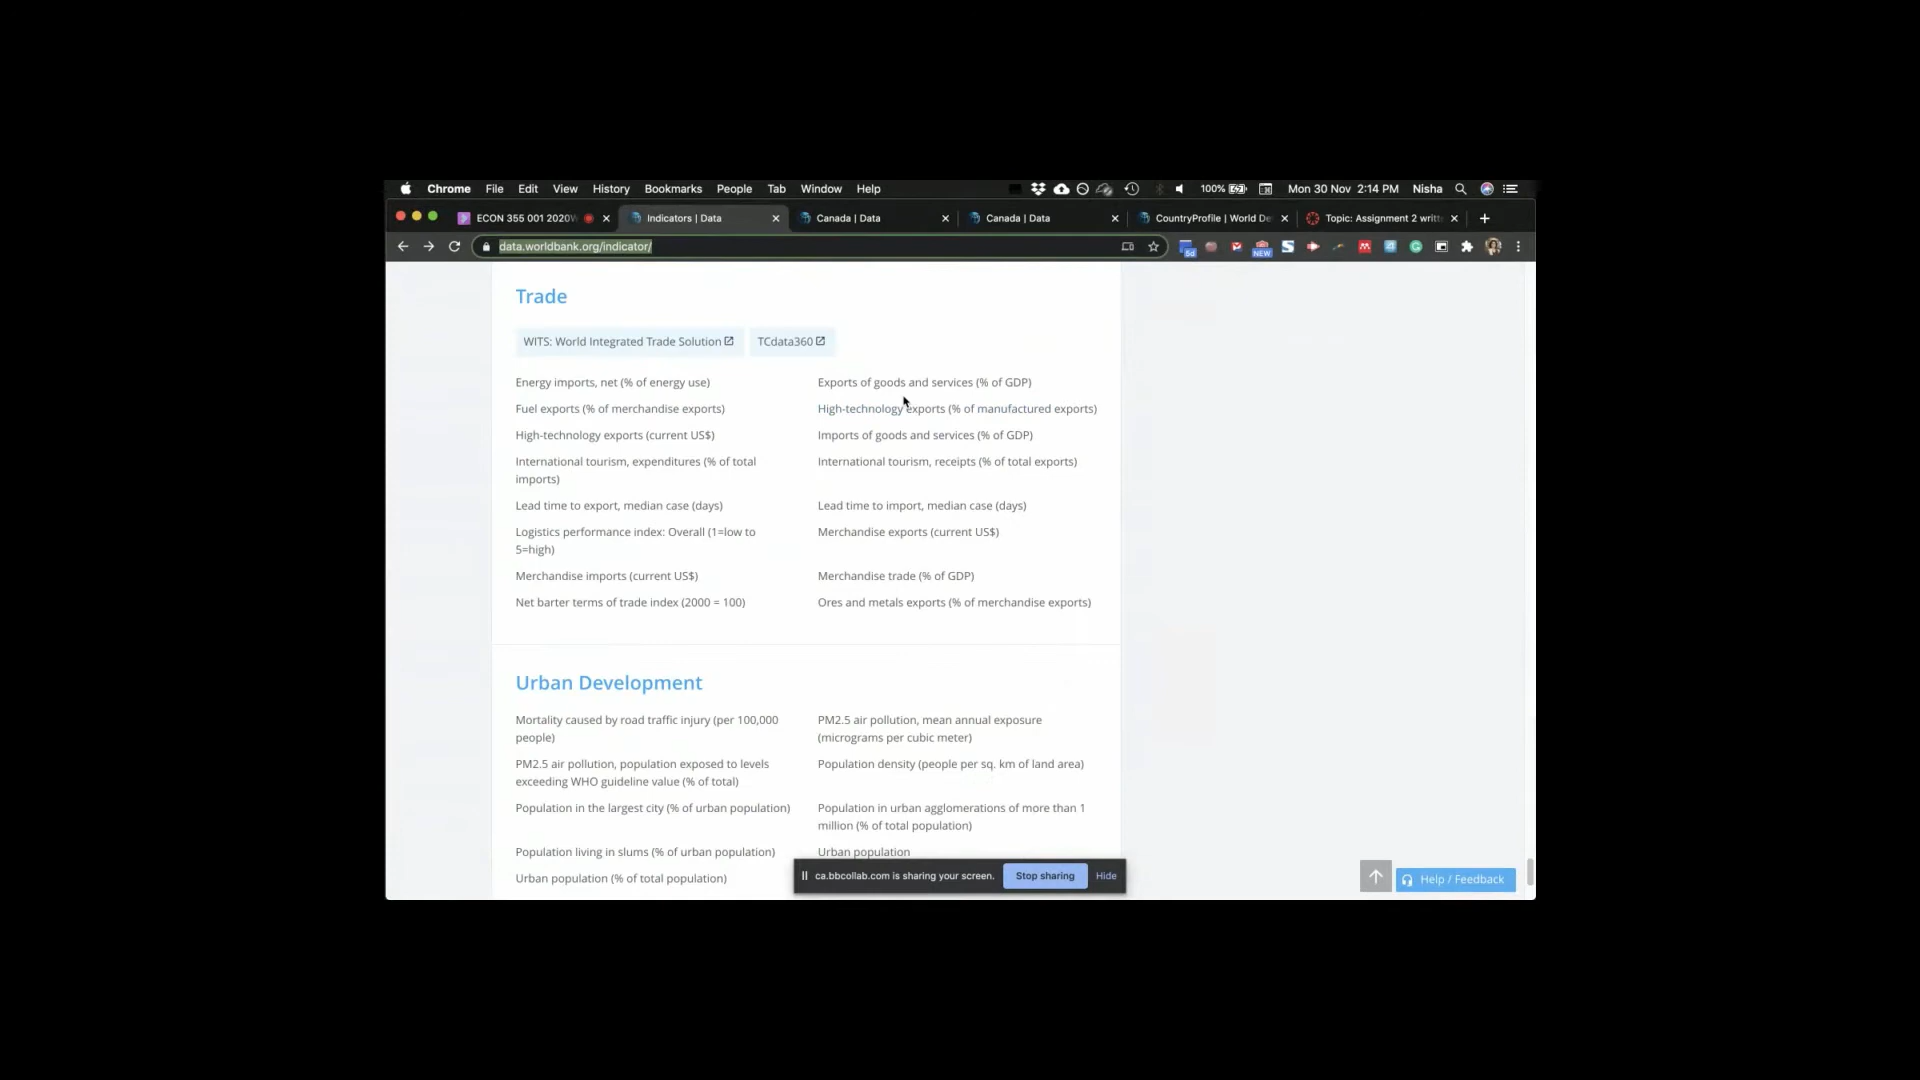 Chrome File Edit View History Bookmarks People Tab Window Help 100% Mon 30 Nov 2:14 PM Nisha
ECON 355 001 2020W Indicators | Data Canada | Data Canada | Data CountryProfile | World De Topic: Assignment 2 writt
data.worldbank.org/indicator/ 5d NEW
Trade
WITS: World Integrated Trade Solution TCdata360
Energy imports, net (% of energy use) Exports of goods and services (% of GDP)
Fuel exports (% of merchandise exports) High-technology exports (% of manufactured exports)
High-technology exports (current US$) Imports of goods and services (% of GDP)
International tourism, expenditures (% of total International tourism, receipts (% of total exports)
imports)
Lead time to export, median case (days) Lead time to import, median case (days)
Logistics performance index: Overall (1=low to Merchandise exports (current US$)
5=high)
Merchandise imports (current US$) Merchandise trade (% of GDP)
Net barter terms of trade index (2000 = 100) Ores and metals exports (% of merchandise exports)
Urban Development
Mortality caused by road traffic injury (per 100,000 PM2.5 air pollution, mean annual exposure
people) (micrograms per cubic meter)
PM2.5 air pollution, population exposed to levels Population density (people per sq. km of land area)
exceeding WHO guideline value (% of total)
Population in the largest city (% of urban population) Population in urban agglomerations of more than 1
million (% of total population)
Population living in slums (% of urban population) Urban population
Urban population (% of total population) ca.bbcollab.com is sharing your screen. Stop sharing Hide Help / Feedback